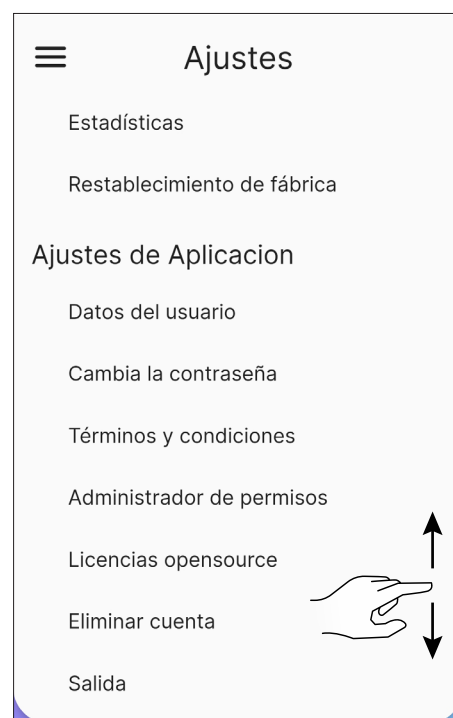 Ajustes
Estadísticas
Restablecimiento de fábrica
Ajustes de Aplicacion
Datos del usuario
Cambia la contraseña
Términos y condiciones
Administrador de permisos
Licencias opensource
Eliminar cuenta
Salida